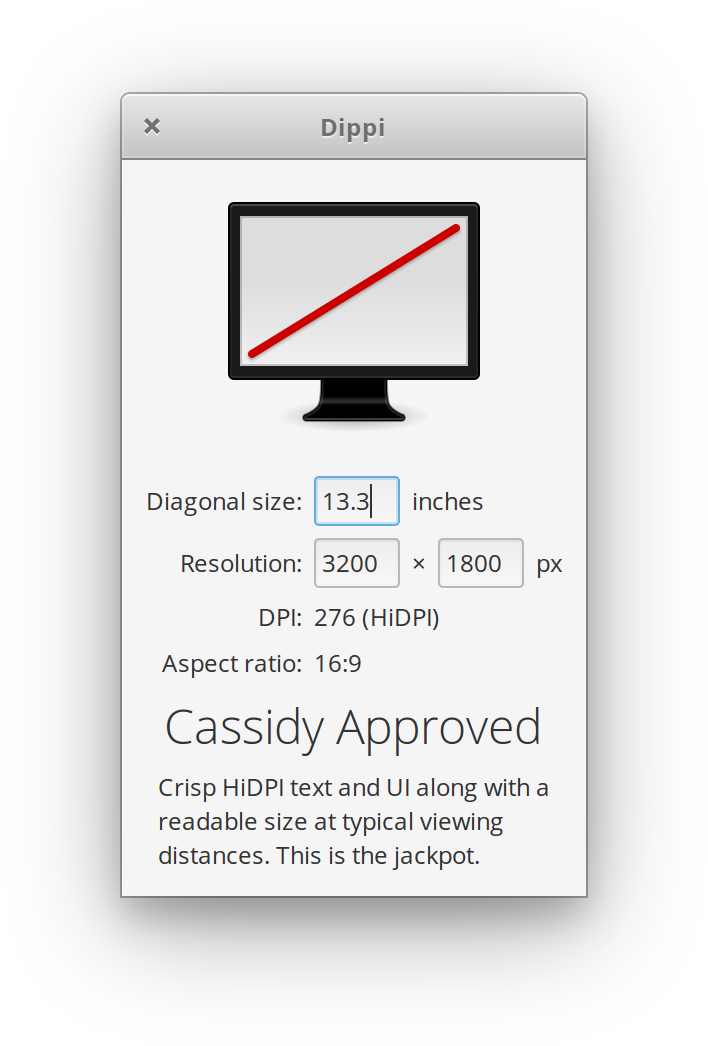 Dippi
Diagonal size: 13.3 inches
Resolution: 3200 × 1800 px
DPI: 276 (HiDPI)
Aspect ratio: 16:9
Cassidy Approved
Crisp HiDPI text and UI along with a
readable size at typical viewing
distances. This is the jackpot.